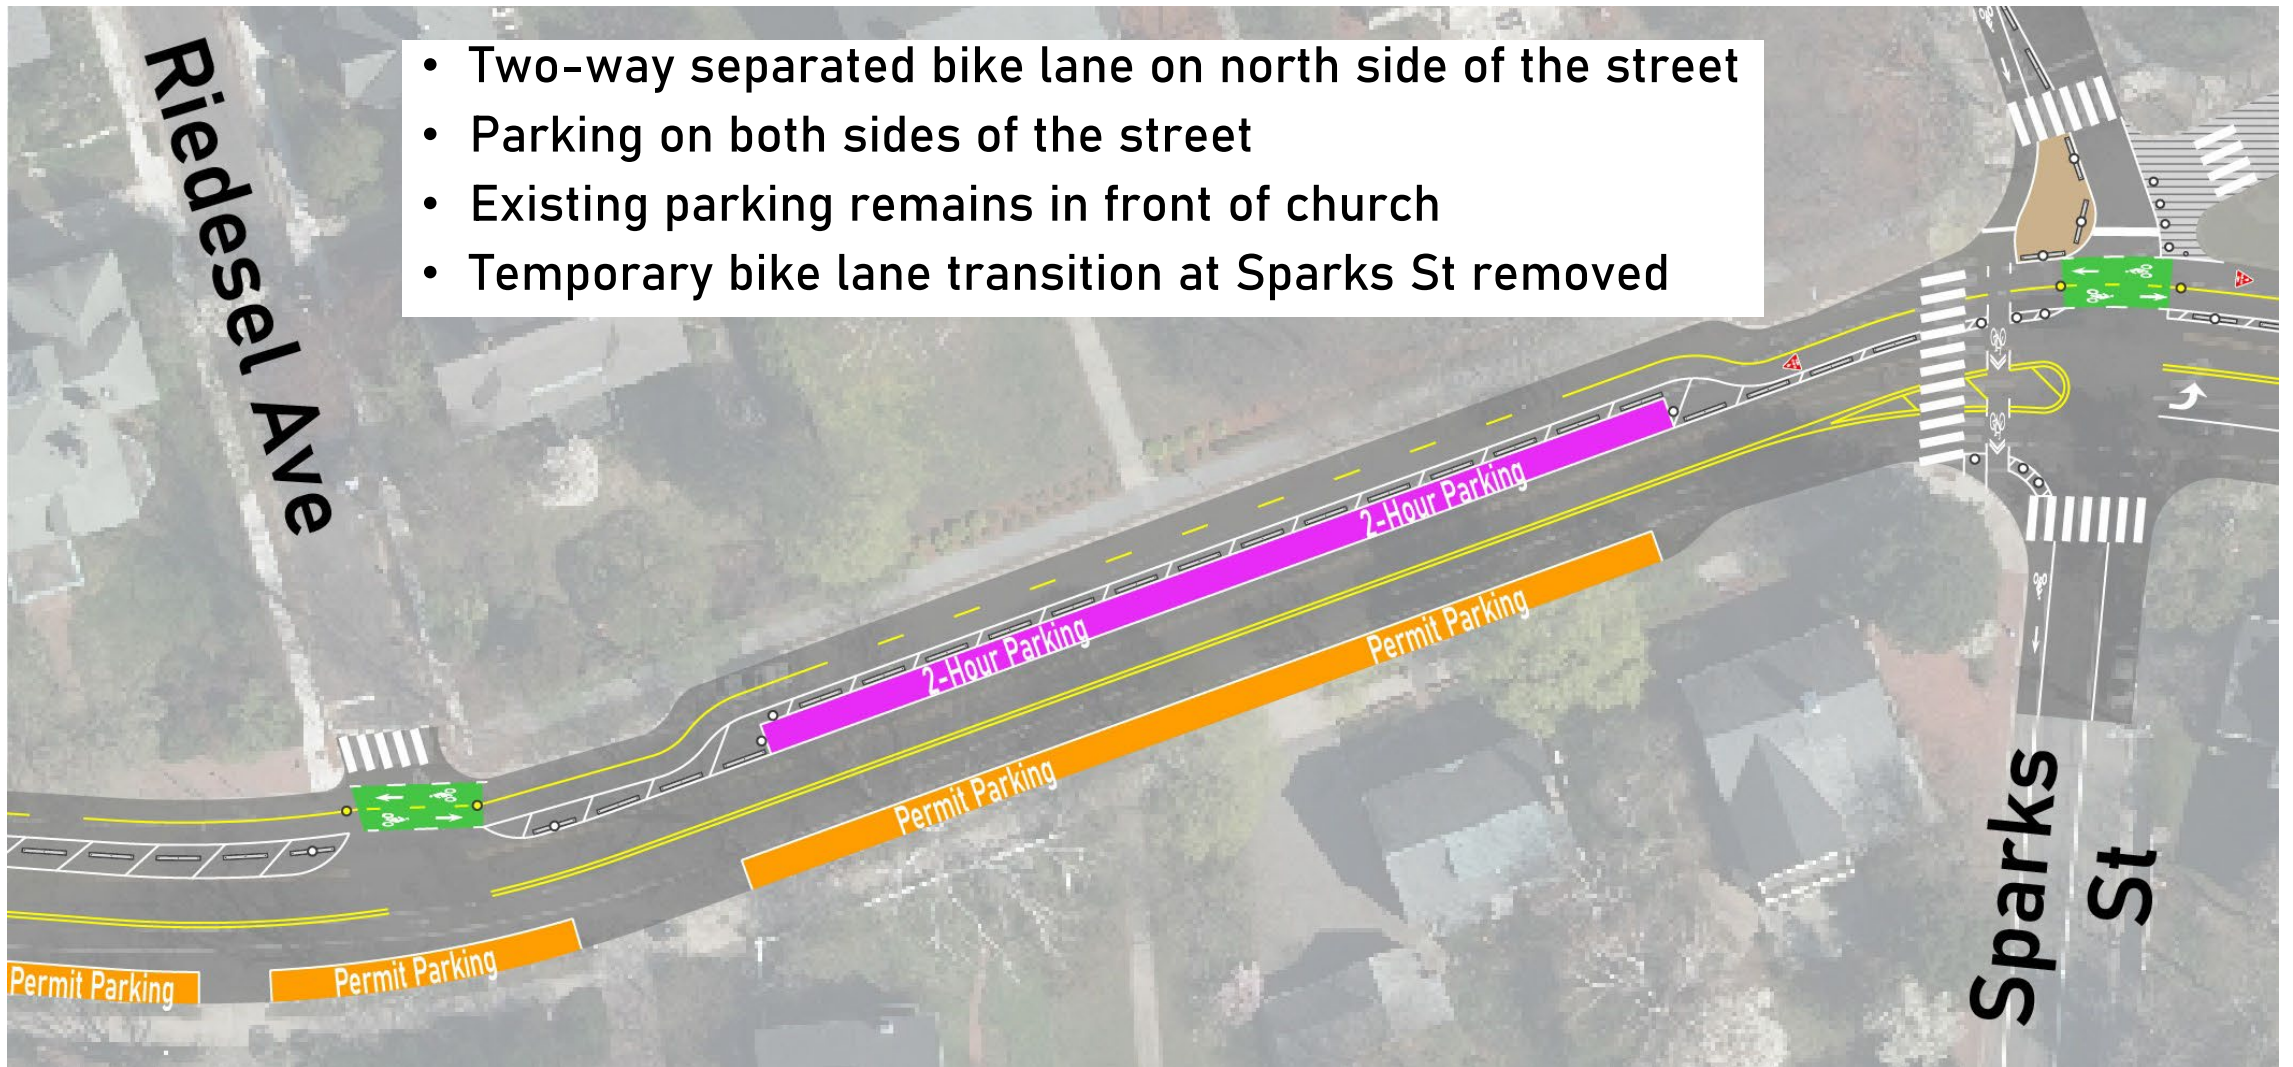 • Two-way separated bike lane on north side of the street
• Parking on both sides of the street
• Existing parking remains in front of church
• Temporary bike lane transition at Sparks St removed
Riedesel Ave
2-Hour Parking
2-Hour Parking
Permit Parking
Permit Parking
Permit Parking
Permit Parking
Sparks
St